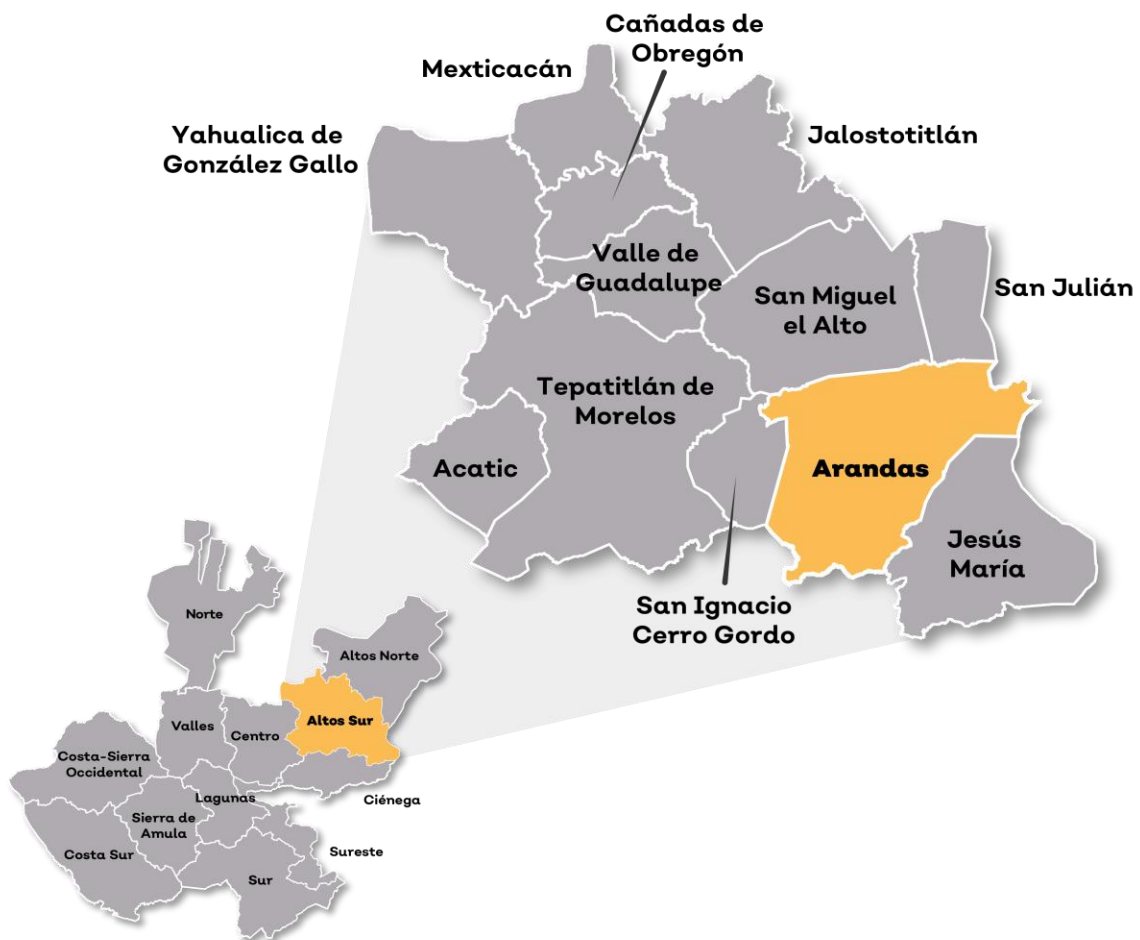 Cañadas de
Obregón
Mexticacán
Yahualica de
González Gallo
Jalostotitlán
Valle de
Guadalupe
San Miguel
el Alto
San Julián
Tepatitlán de
Morelos
Acatic
Arandas
Jesús
María
San Ignacio
Cerro Gordo
Norte
Altos Norte
Altos Sur
Valles
Centro
Costa-Sierra
Occidental
Lagunas
Ciénega
Sierra de
Amula
Costa Sur
Sureste
Sur